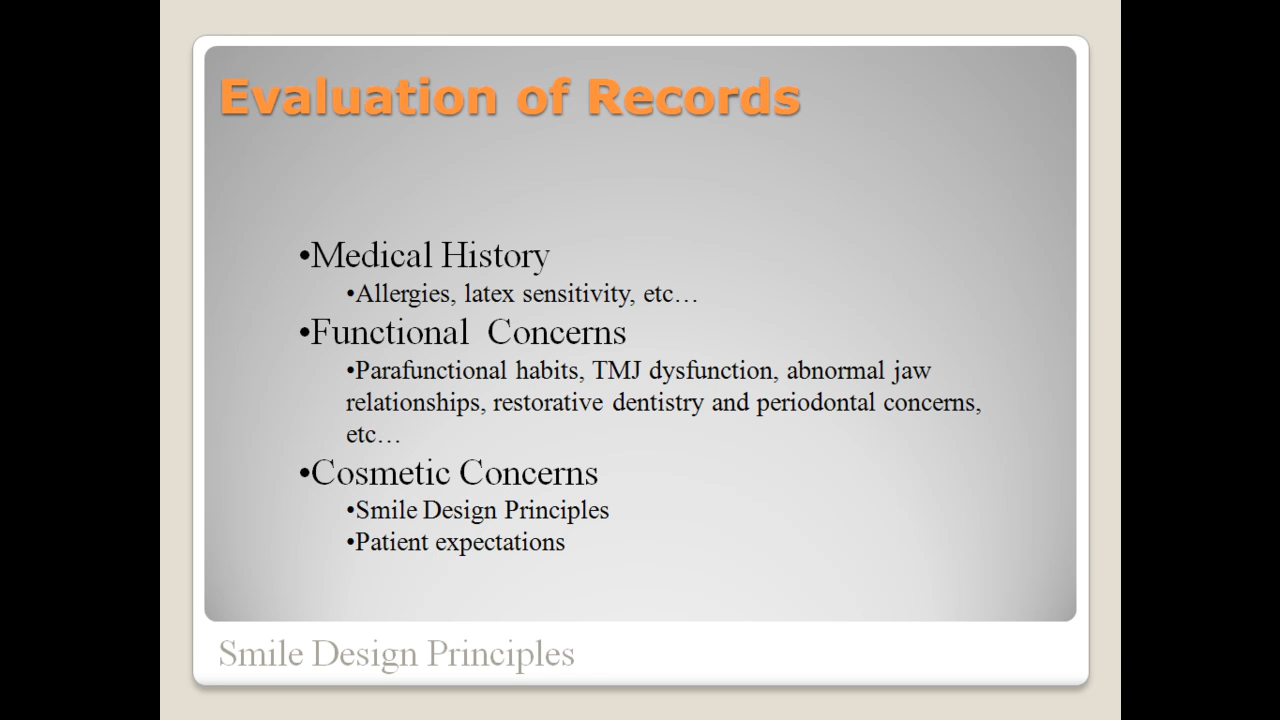 Evaluation of Records
•Medical History
•Allergies, latex sensitivity, etc…
•Functional  Concerns
•Parafunctional habits, TMJ dysfunction, abnormal jaw
relationships, restorative dentistry and periodontal concerns,
etc…
•Cosmetic Concerns
•Smile Design Principles
•Patient expectations
Smile Design Principles